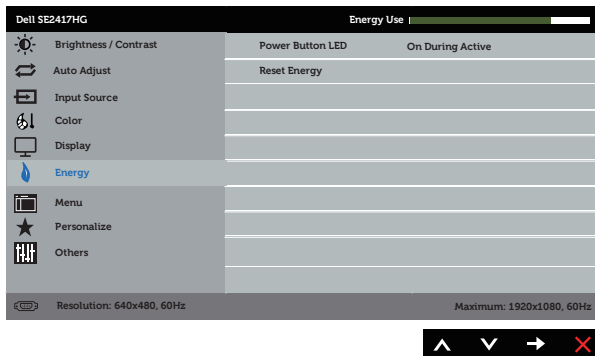 Dell SE2417HG
Energy Use
Brightness / Contrast
Power Button LED
On During Active
Auto Adjust
Reset Energy
Input Source
Color
Display
Energy
Menu
Personalize
Others
Resolution: 640x480, 60Hz
Maximum: 1920x1080, 60Hz